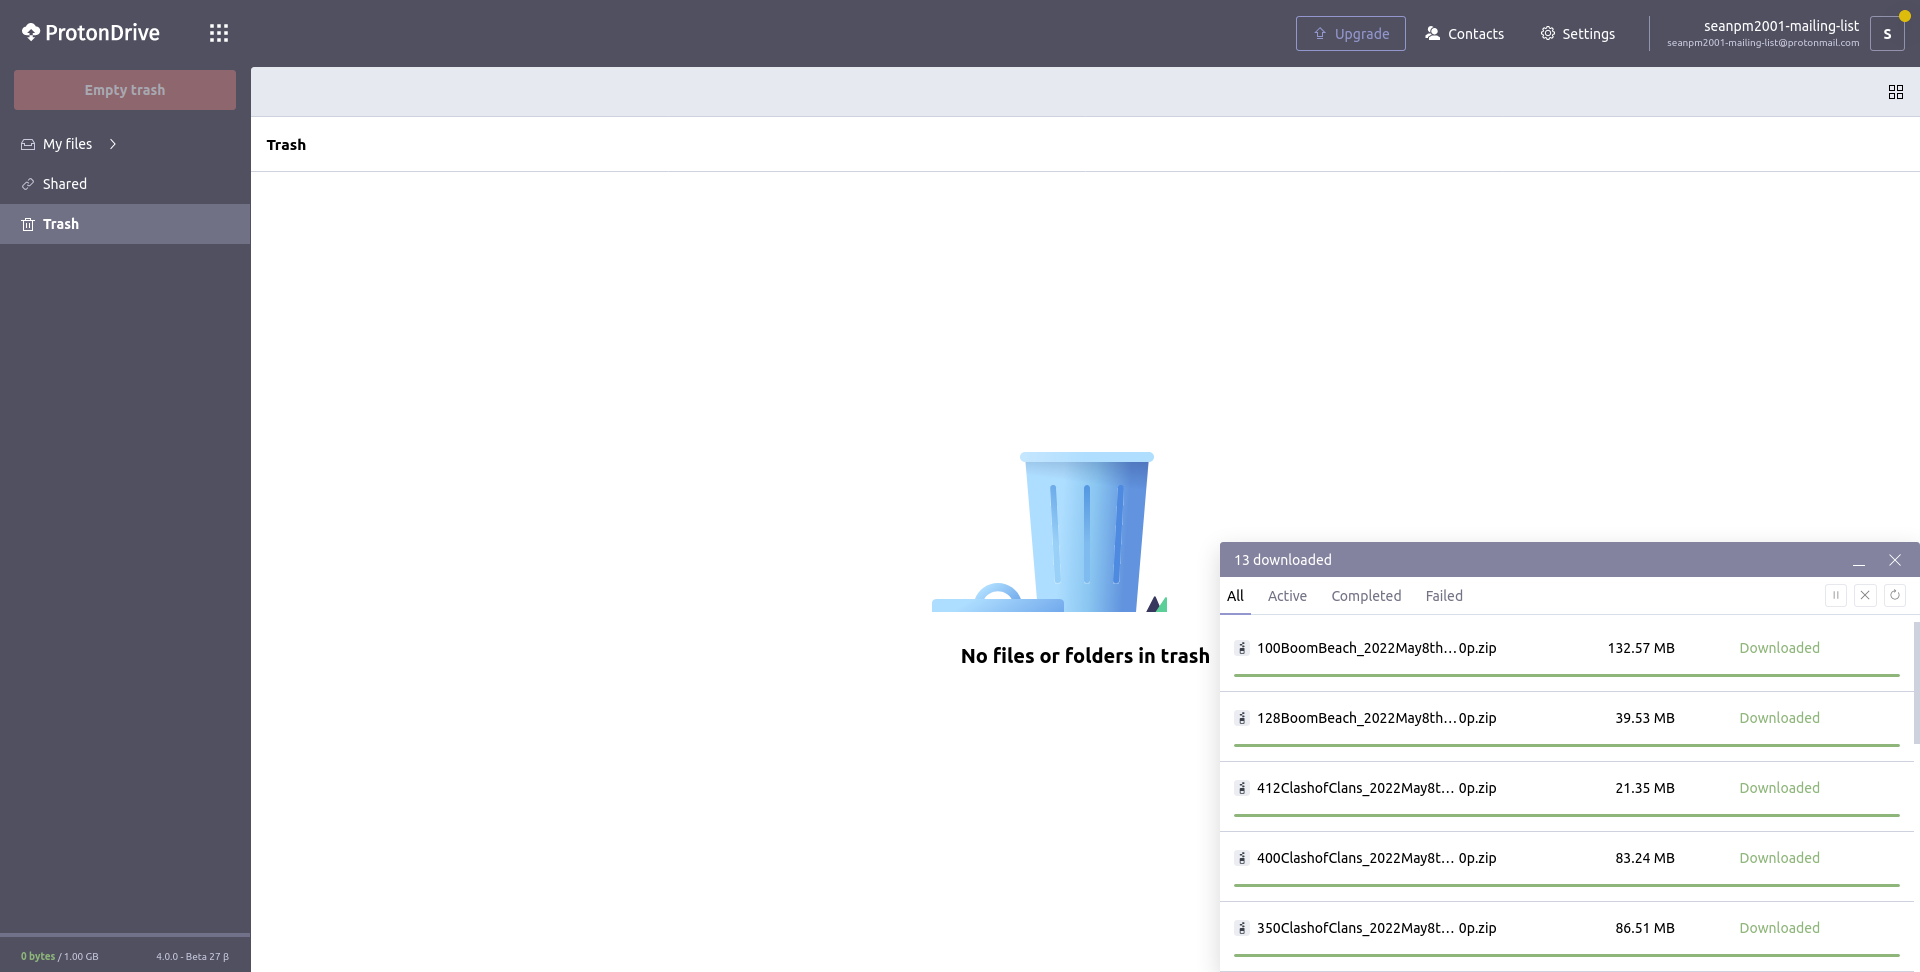 ProtonDrive
Upgrade
Contacts
Settings
seanpm2001-mailing-list
seanpm2001-mailing-list@protonmail.com
S
Empty trash
My files
Shared
Trash
Trash
No files or folders in trash
13 downloaded
All Active Completed Failed
100BoomBeach_2022May8th... 0p.zip 132.57 MB Downloaded
128BoomBeach_2022May8th... 0p.zip 39.53 MB Downloaded
412ClashofClans_2022May8t... 0p.zip 21.35 MB Downloaded
400ClashofClans_2022May8t... 0p.zip 83.24 MB Downloaded
350ClashofClans_2022May8t... 0p.zip 86.51 MB Downloaded
0 bytes / 1.00 GB 4.0.0 - Beta 27 β